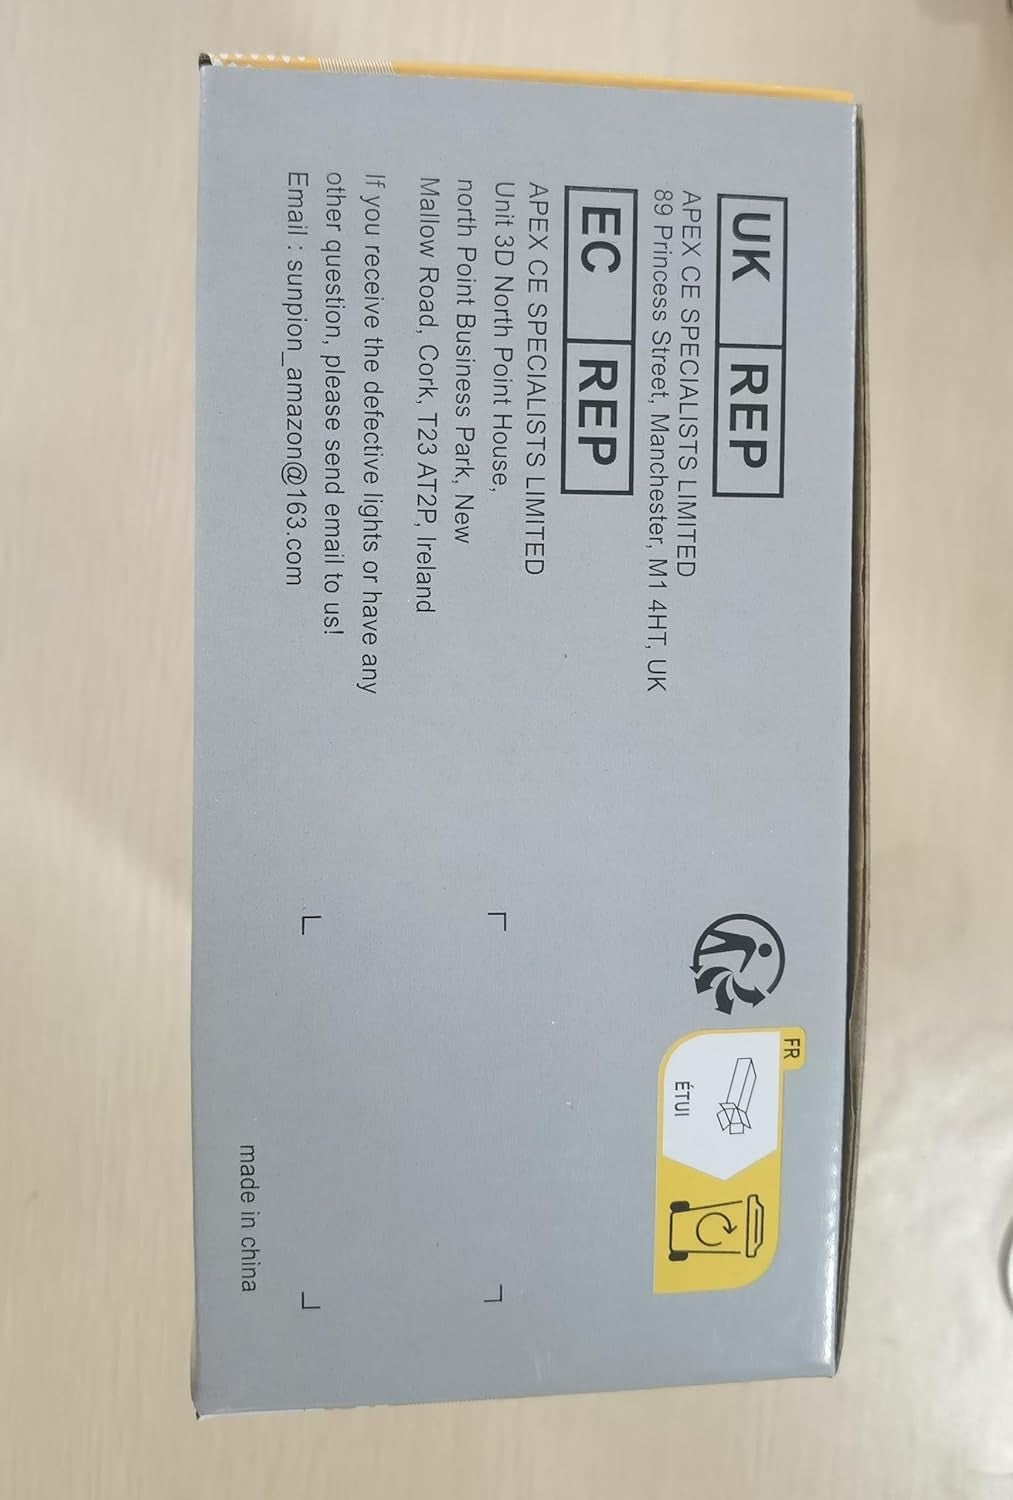 UK REP
APEX CE SPECIALISTS LIMITED
89 Princess Street, Manchester, M1 4HT, UK
EC REP
APEX CE SPECIALISTS LIMITED
Unit 3D North Point House,
north Point Business Park, New
Mallow Road, Cork, T23 AT2P, Ireland
If you receive the defective lights or have any
other question, please send email to us!
Email : sunpion_amazon@163.com
FR
ÉTUI
made in china